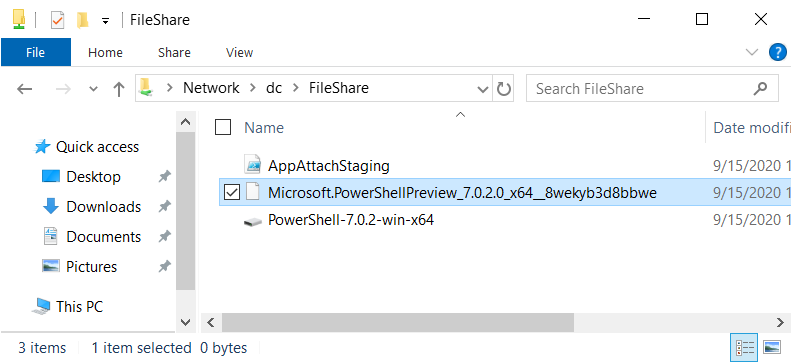 FileShare
File Home Share View
Network dc FileShare Search FileShare
Name Date modifi
Quick access
Desktop
Downloads
Documents
Pictures
This PC
AppAttachStaging 9/15/2020 1
Microsoft.PowerShellPreview_7.0.2.0_x64__8wekyb3d8bbwe 9/15/2020 1
PowerShell-7.0.2-win-x64 9/15/2020 1
3 items 1 item selected 0 bytes